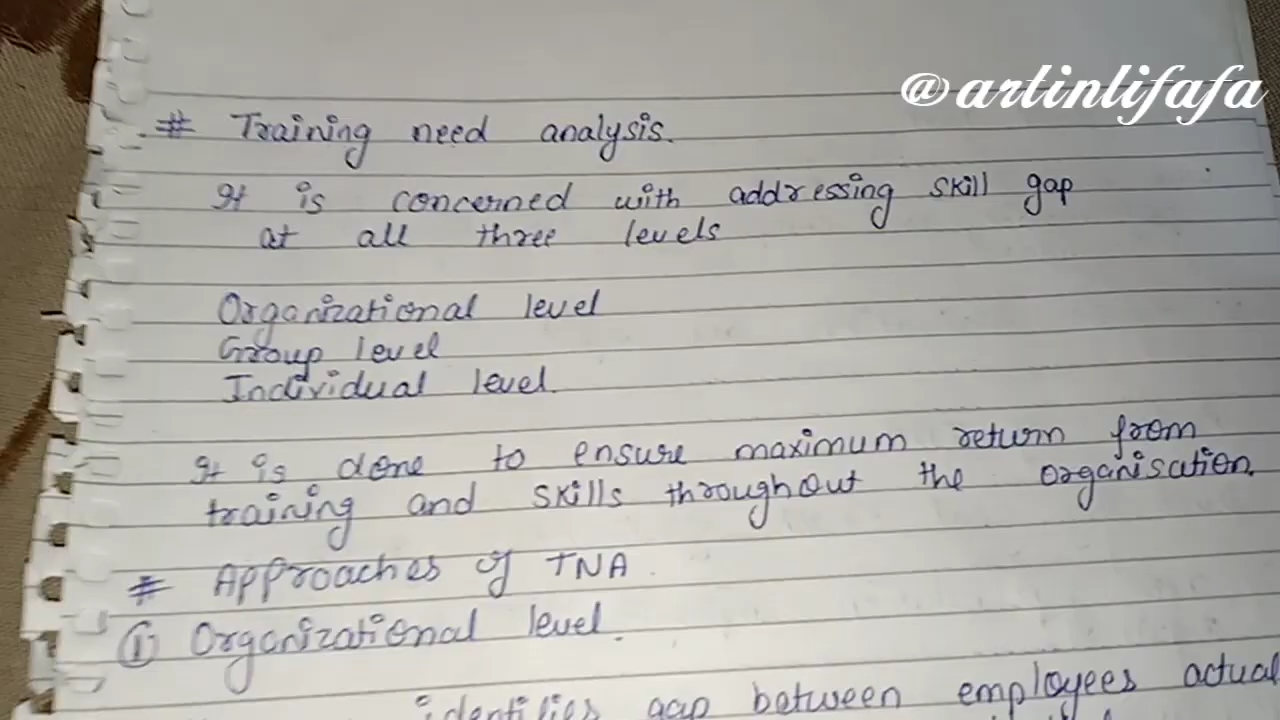 @artinlifafa
# Training need analysis.
It is concerned with addressing skill gap
at all three levels
Organizational level
Group level
Individual level.
It is done to ensure maximum return from
training and skills throughout the organisation.
# Approaches of TNA.
① Organizational level.
identifies gap between employees actual